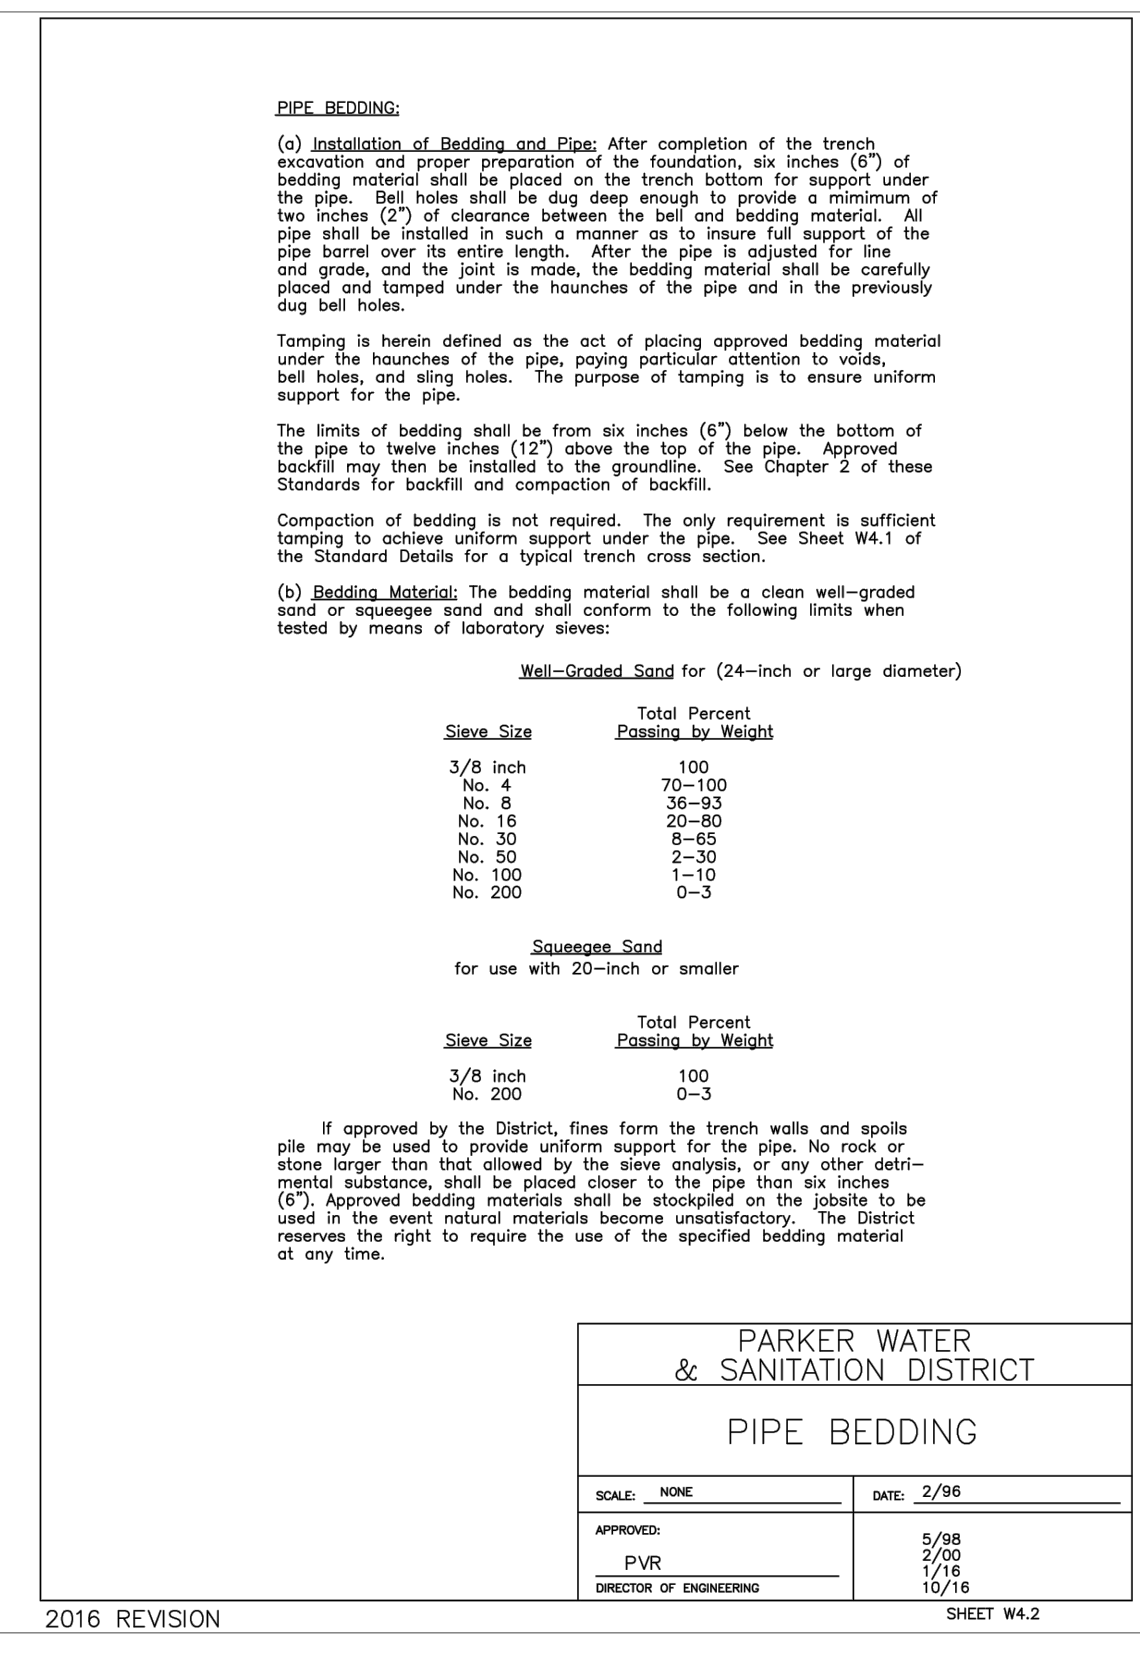 PIPE BEDDING:
(a) Installation of Bedding and Pipe: After completion of the trench
excavation and proper preparation of the foundation, six inches (6") of
bedding material shall be placed on the trench bottom for support under
the pipe. Bell holes shall be dug deep enough to provide a mimimum of
two inches (2") of clearance between the bell and bedding material. All
pipe shall be installed in such a manner as to insure full support of the
pipe barrel over its entire length. After the pipe is adjusted for line
and grade, and the joint is made, the bedding material shall be carefully
placed and tamped under the haunches of the pipe and in the previously
dug bell holes.
Tamping is herein defined as the act of placing approved bedding material
under the haunches of the pipe, paying particular attention to voids,
bell holes, and sling holes. The purpose of tamping is to ensure uniform
support for the pipe.
The limits of bedding shall be from six inches (6") below the bottom of
the pipe to twelve inches (12") above the top of the pipe. Approved
backfill may then be installed to the groundline. See Chapter 2 of these
Standards for backfill and compaction of backfill.
Compaction of bedding is not required. The only requirement is sufficient
tamping to achieve uniform support under the pipe. See Sheet W4.1 of
the Standard Details for a typical trench cross section.
(b) Bedding Material: The bedding material shall be a clean well-graded
sand or squeegee sand and shall conform to the following limits when
tested by means of laboratory sieves:
Well-Graded Sand for (24-inch or large diameter)
Total Percent
Sieve Size Passing by Weight
3/8 inch 100
No. 4 70-100
No. 8 36-93
No. 16 20-80
No. 30 8-65
No. 50 2-30
No. 100 1-10
No. 200 0-3
Squeegee Sand
for use with 20-inch or smaller
Total Percent
Sieve Size Passing by Weight
3/8 inch 100
No. 200 0-3
If approved by the District, fines form the trench walls and spoils
pile may be used to provide uniform support for the pipe. No rock or
stone larger than that allowed by the sieve analysis, or any other detri-
mental substance, shall be placed closer to the pipe than six inches
(6"). Approved bedding materials shall be stockpiled on the jobsite to be
used in the event natural materials become unsatisfactory. The District
reserves the right to require the use of the specified bedding material
at any time.
PARKER WATER
& SANITATION DISTRICT
PIPE BEDDING
SCALE: NONE DATE: 2/96
APPROVED:
PVR
DIRECTOR OF ENGINEERING
5/98
2/00
1/16
10/16
2016 REVISION SHEET W4.2